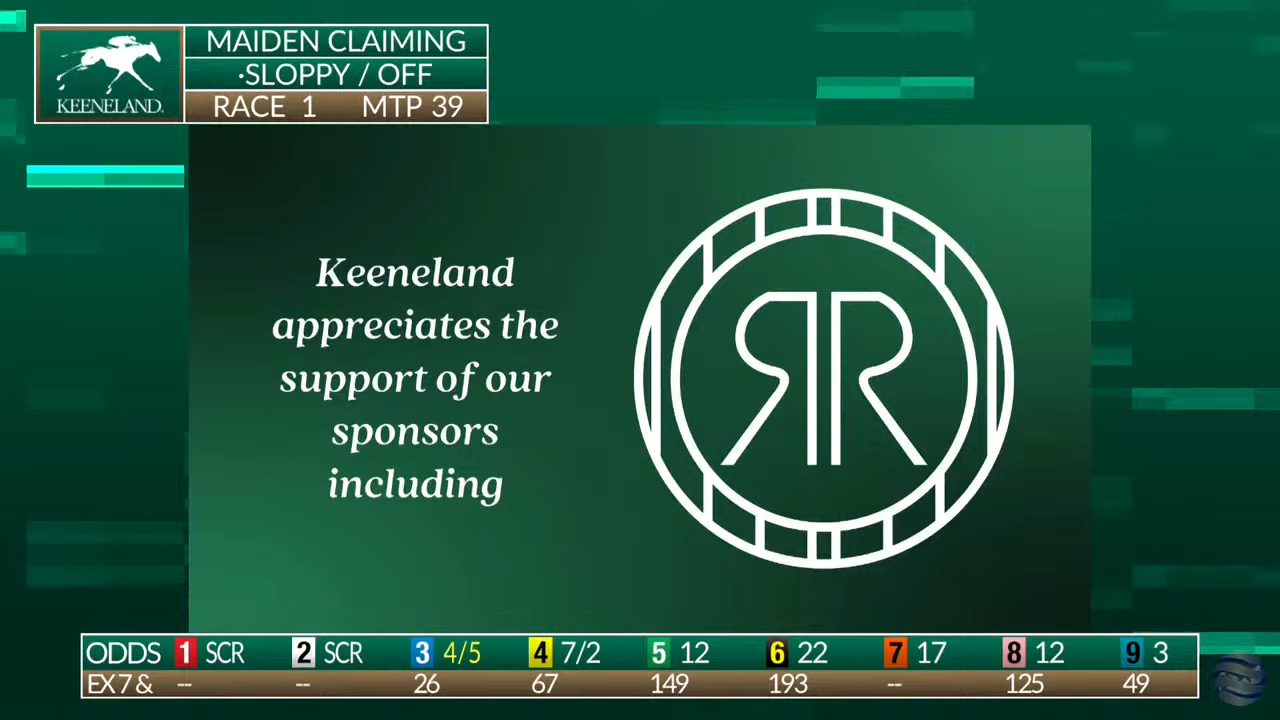 MAIDEN CLAIMING
·SLOPPY / OFF
RACE 1 MTP 39
KEENELAND.
Keeneland
appreciates the
support of our
sponsors
including
RR
ODDS 1 SCR 2 SCR 3 4/5 4 7/2 5 12 6 22 7 17 8 12 9 3
EX 7 & -- -- 26 67 149 193 -- 125 49